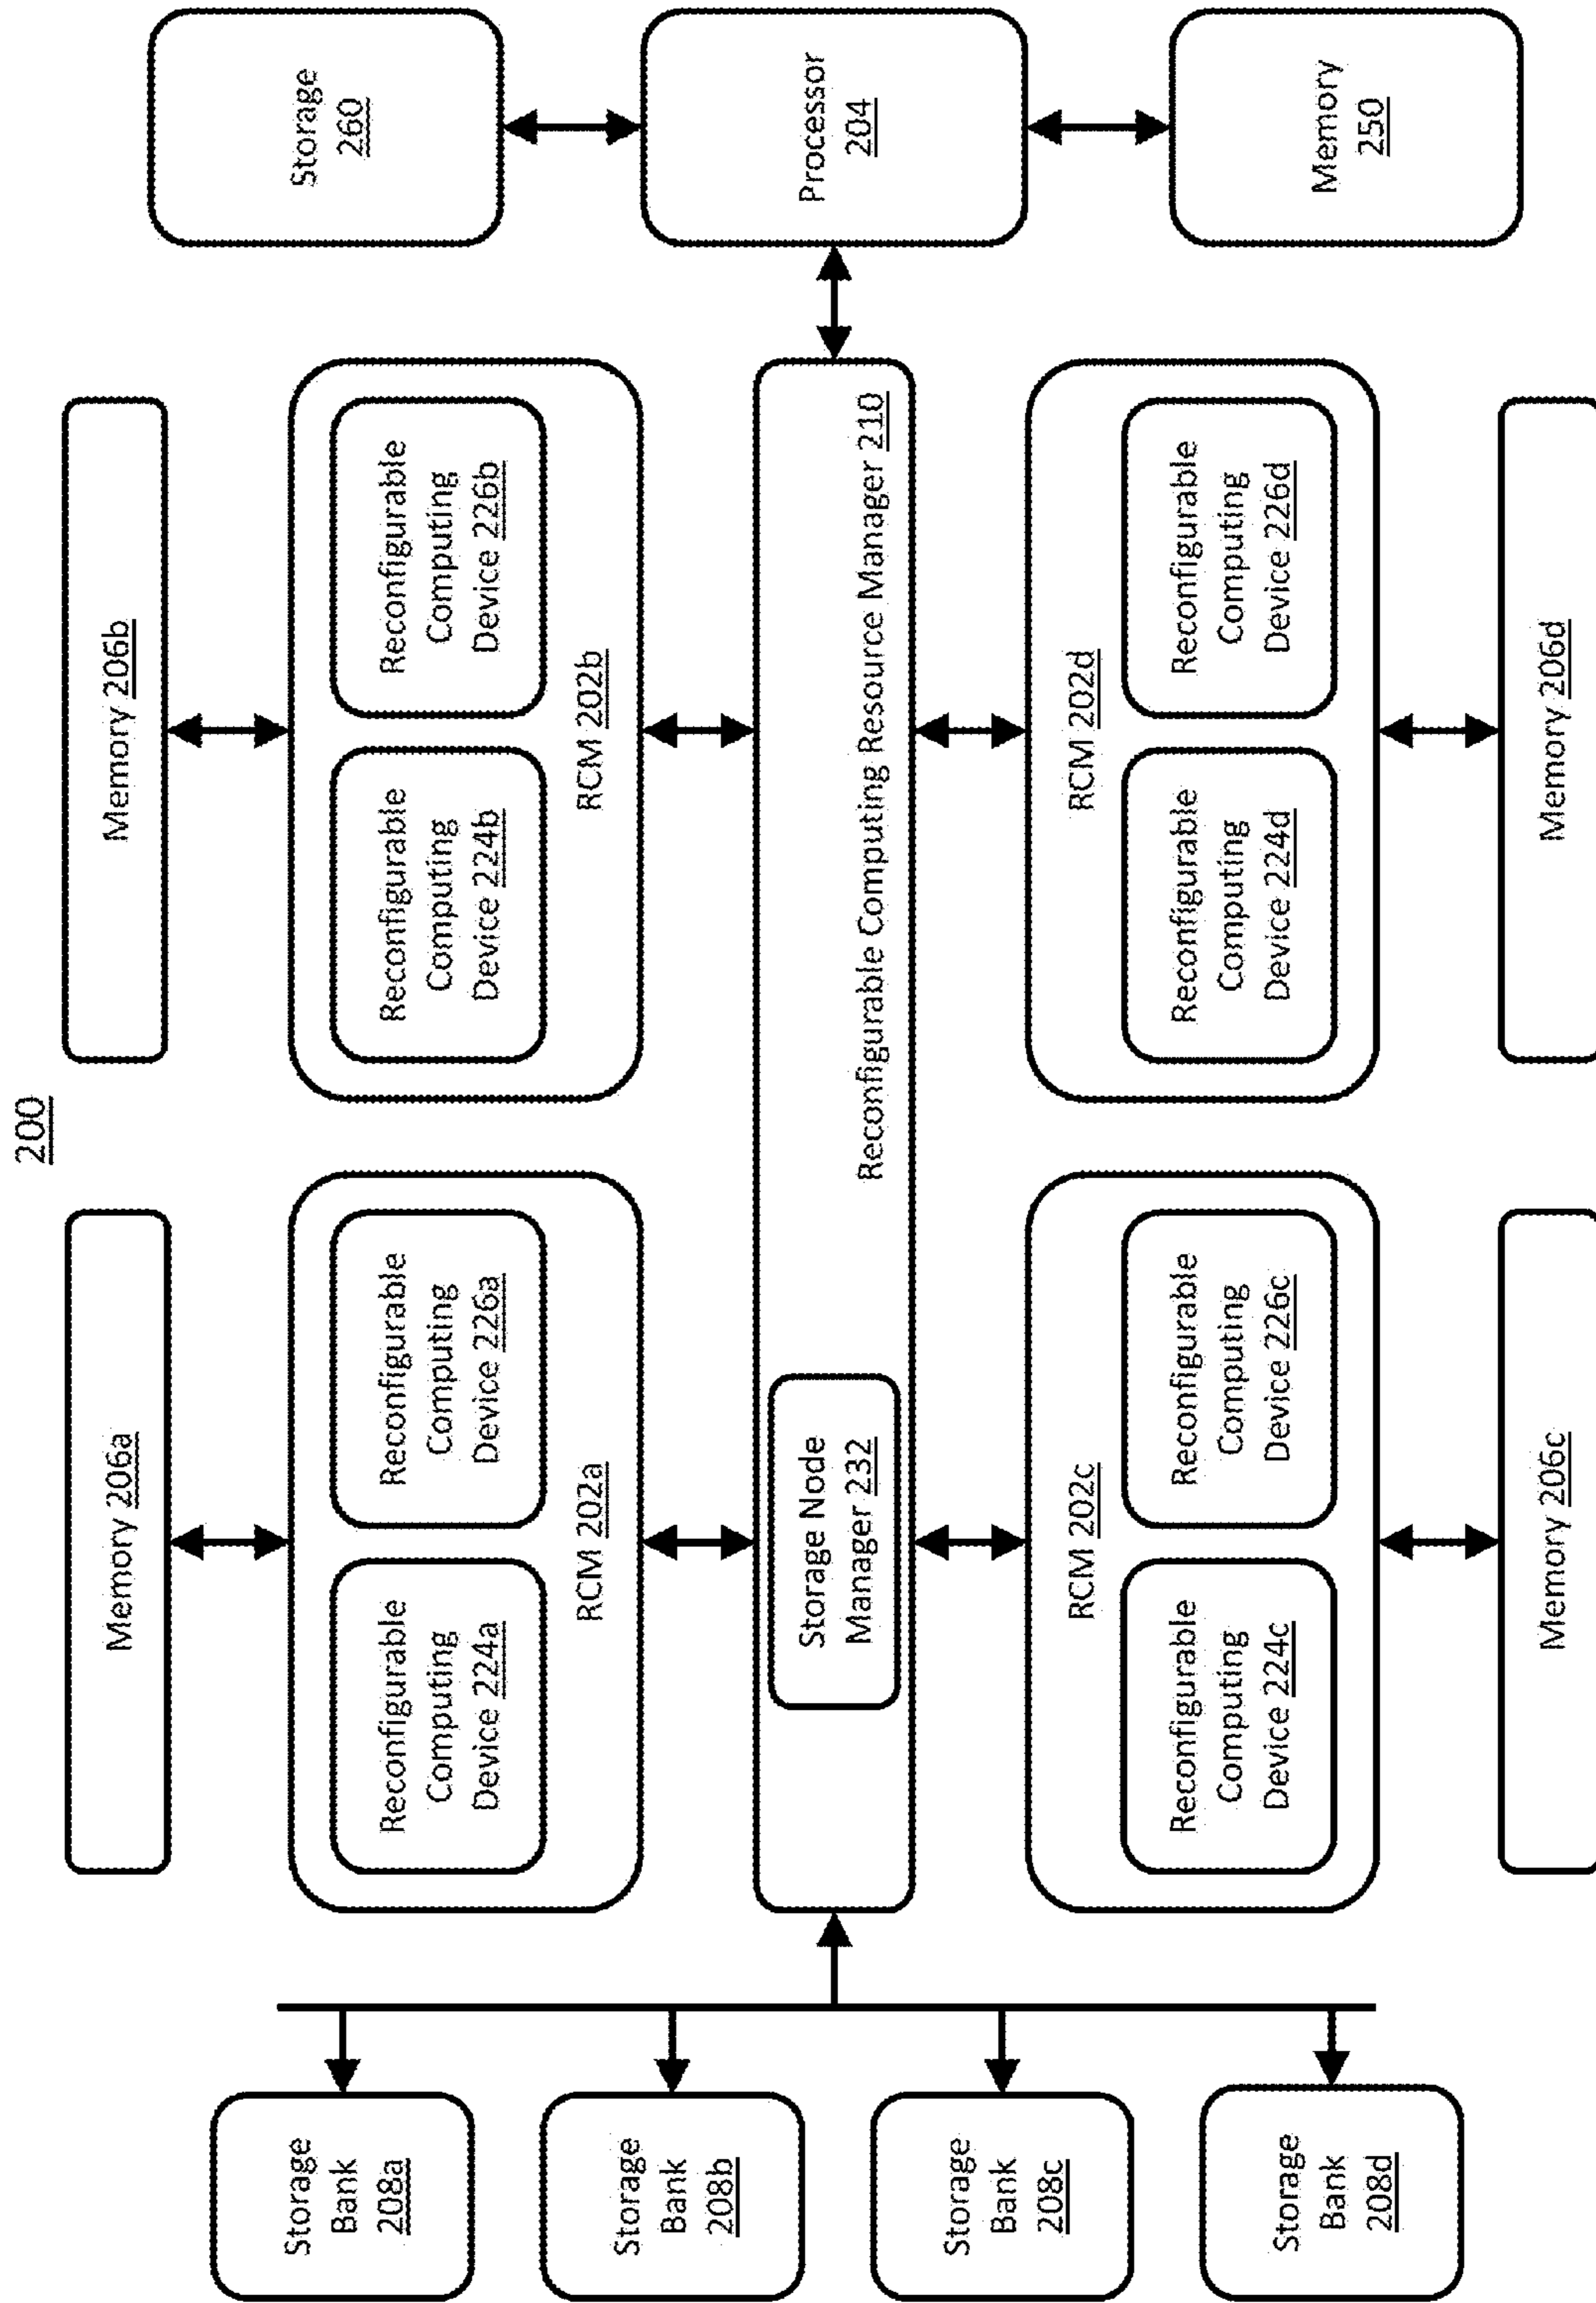 200
Storage
Bank
208a
Storage
Bank
208b
Storage
Bank
208c
Storage
Bank
208d
Memory 206a
Reconfigurable
Computing
Device 224a
Reconfigurable
Computing
Device 226a
RCM 202a
Memory 206b
Reconfigurable
Computing
Device 224b
Reconfigurable
Computing
Device 226b
RCM 202b
Storage Node
Manager 232
Reconfigurable Computing Resource Manager 210
RCM 202c
Reconfigurable
Computing
Device 224c
Reconfigurable
Computing
Device 226c
Memory 206c
RCM 202d
Reconfigurable
Computing
Device 224d
Reconfigurable
Computing
Device 226d
Memory 206d
Storage
260
Processor
204
Memory
250